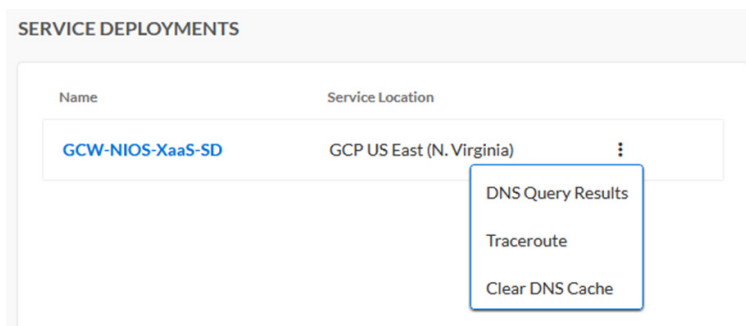 SERVICE DEPLOYMENTS
Name Service Location
GCW-NIOS-XaaS-SD GCP US East (N. Virginia)
DNS Query Results
Traceroute
Clear DNS Cache